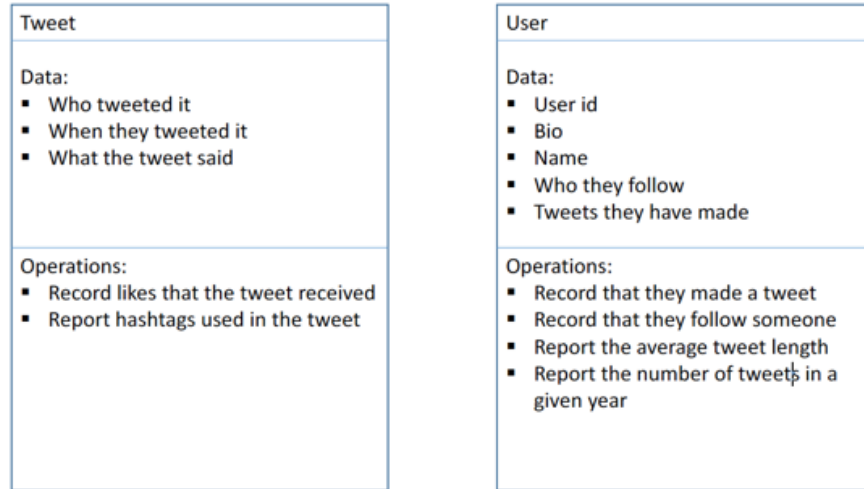 Tweet
Data:
▪ Who tweeted it
▪ When they tweeted it
▪ What the tweet said
Operations:
▪ Record likes that the tweet received
▪ Report hashtags used in the tweet
User
Data:
▪ User id
▪ Bio
▪ Name
▪ Who they follow
▪ Tweets they have made
Operations:
▪ Record that they made a tweet
▪ Record that they follow someone
▪ Report the average tweet length
▪ Report the number of tweets in a
given year